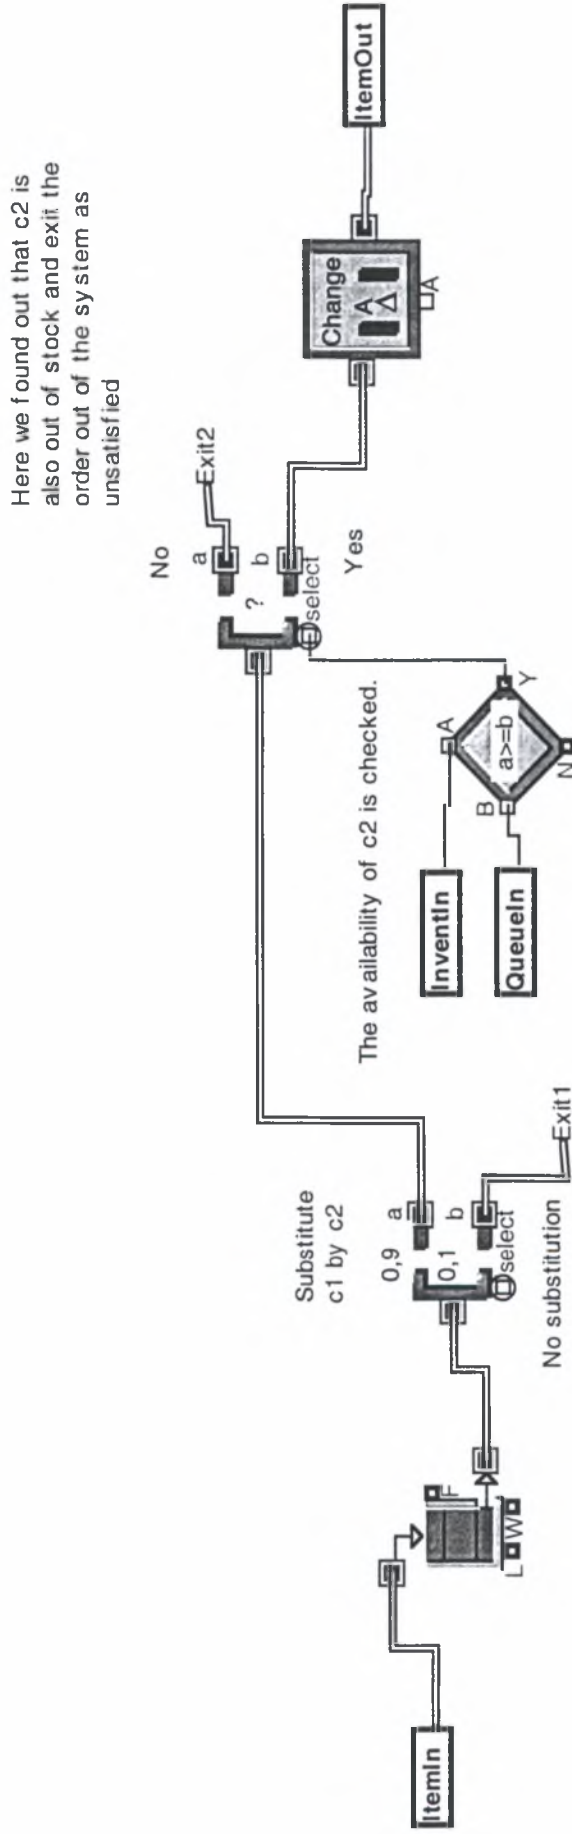 Here we found out that c2 is
also out of stock and exit the
order out of the system as
unsatisfied
ItemIn
F
L
W
Substitute
c1 by c2
0,9
a
0,1
b
select
No substitution
Exit1
The availability of c2 is checked.
InventIn
QueueIn
A
B
a>=b
Y
N
No
a
Exit2
?
b
select
Yes
Change
A
Δ
A
ItemOut